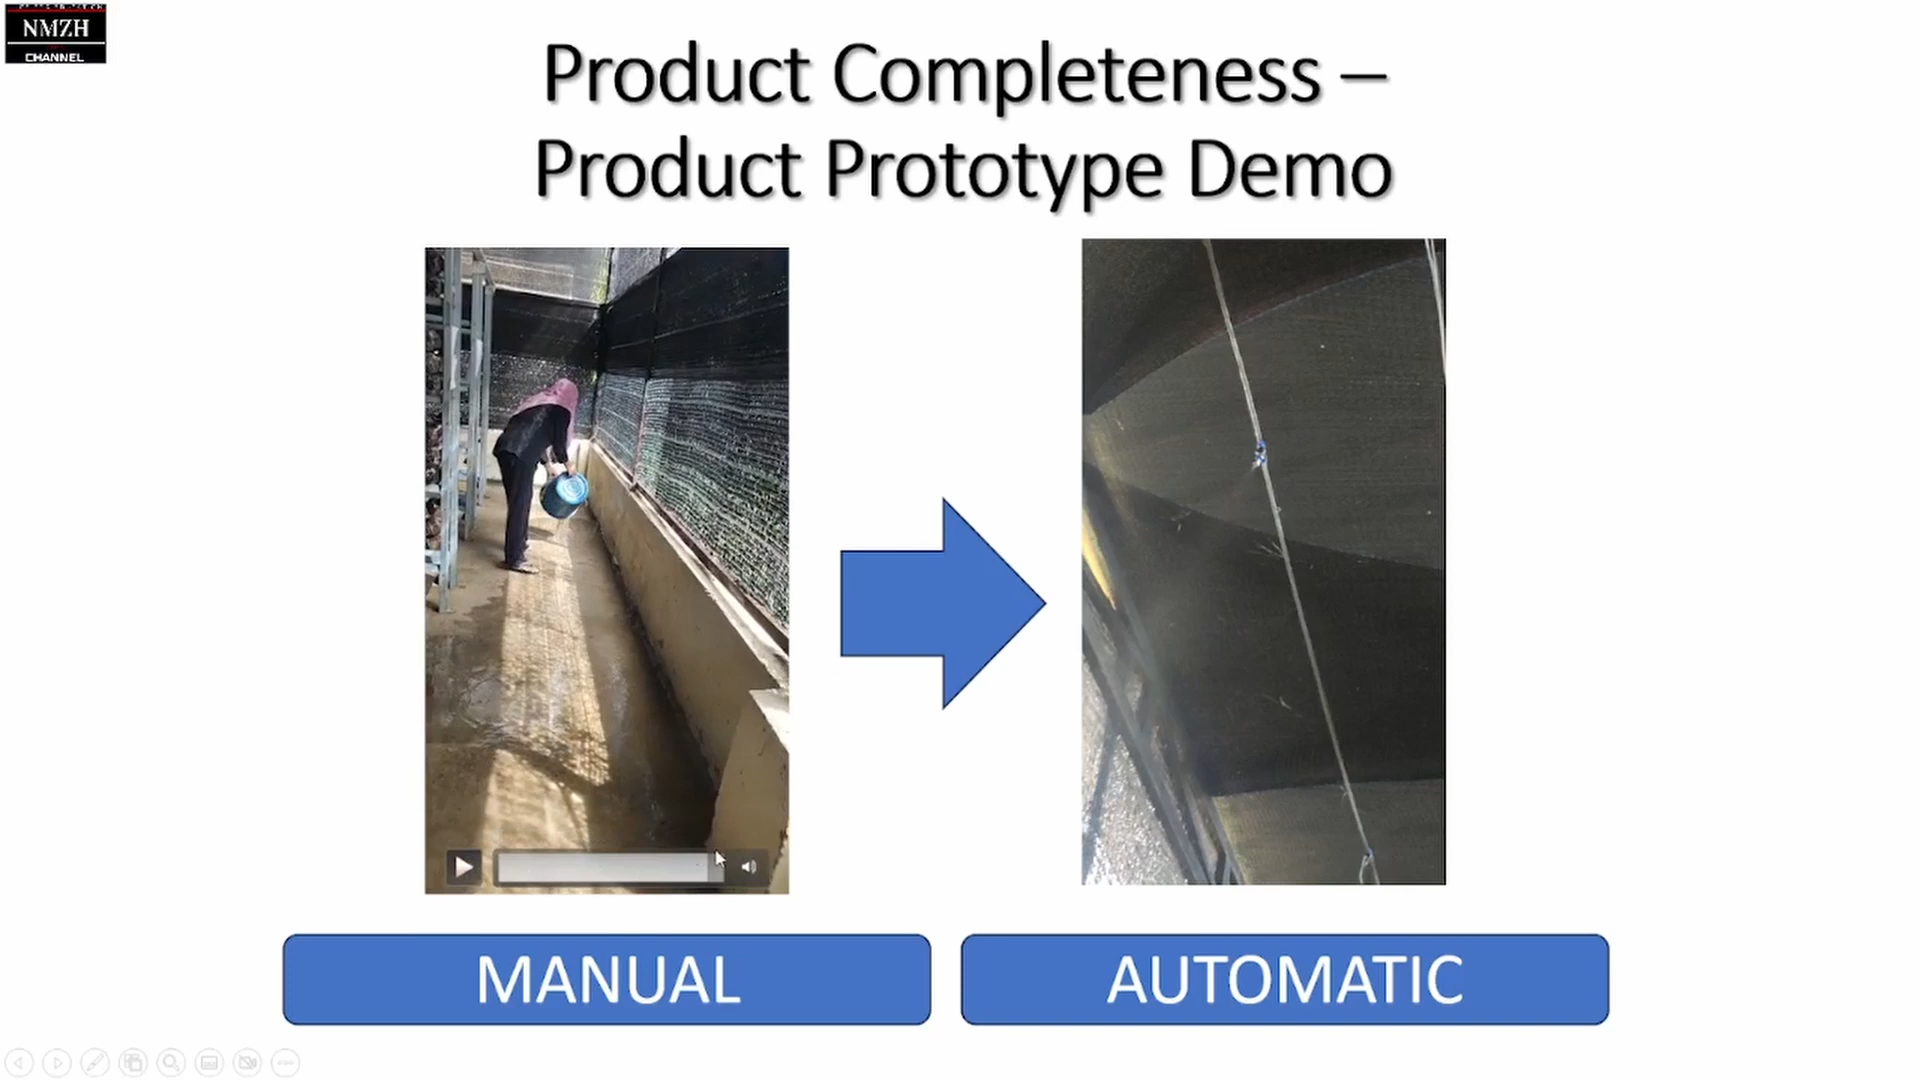 NMZH
CHANNEL
Product Completeness –
Product Prototype Demo
MANUAL
AUTOMATIC